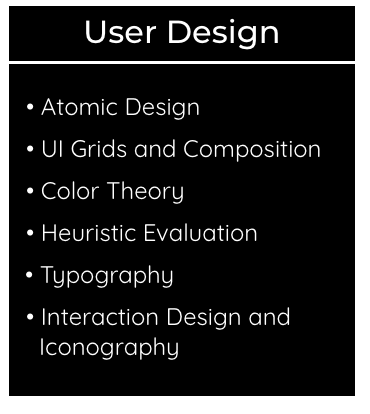 User Design
• Atomic Design
• UI Grids and Composition
• Color Theory
• Heuristic Evaluation
• Typography
• Interaction Design and
Iconography